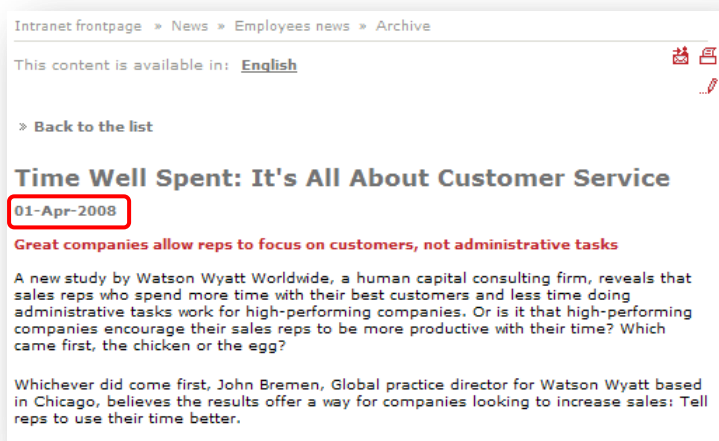 Intranet frontpage » News » Employees news » Archive
This content is available in: English
» Back to the list
Time Well Spent: It's All About Customer Service
01-Apr-2008
Great companies allow reps to focus on customers, not administrative tasks
A new study by Watson Wyatt Worldwide, a human capital consulting firm, reveals that
sales reps who spend more time with their best customers and less time doing
administrative tasks work for high-performing companies. Or is it that high-performing
companies encourage their sales reps to be more productive with their time? Which
came first, the chicken or the egg?
Whichever did come first, John Bremen, Global practice director for Watson Wyatt based
in Chicago, believes the results offer a way for companies looking to increase sales: Tell
reps to use their time better.